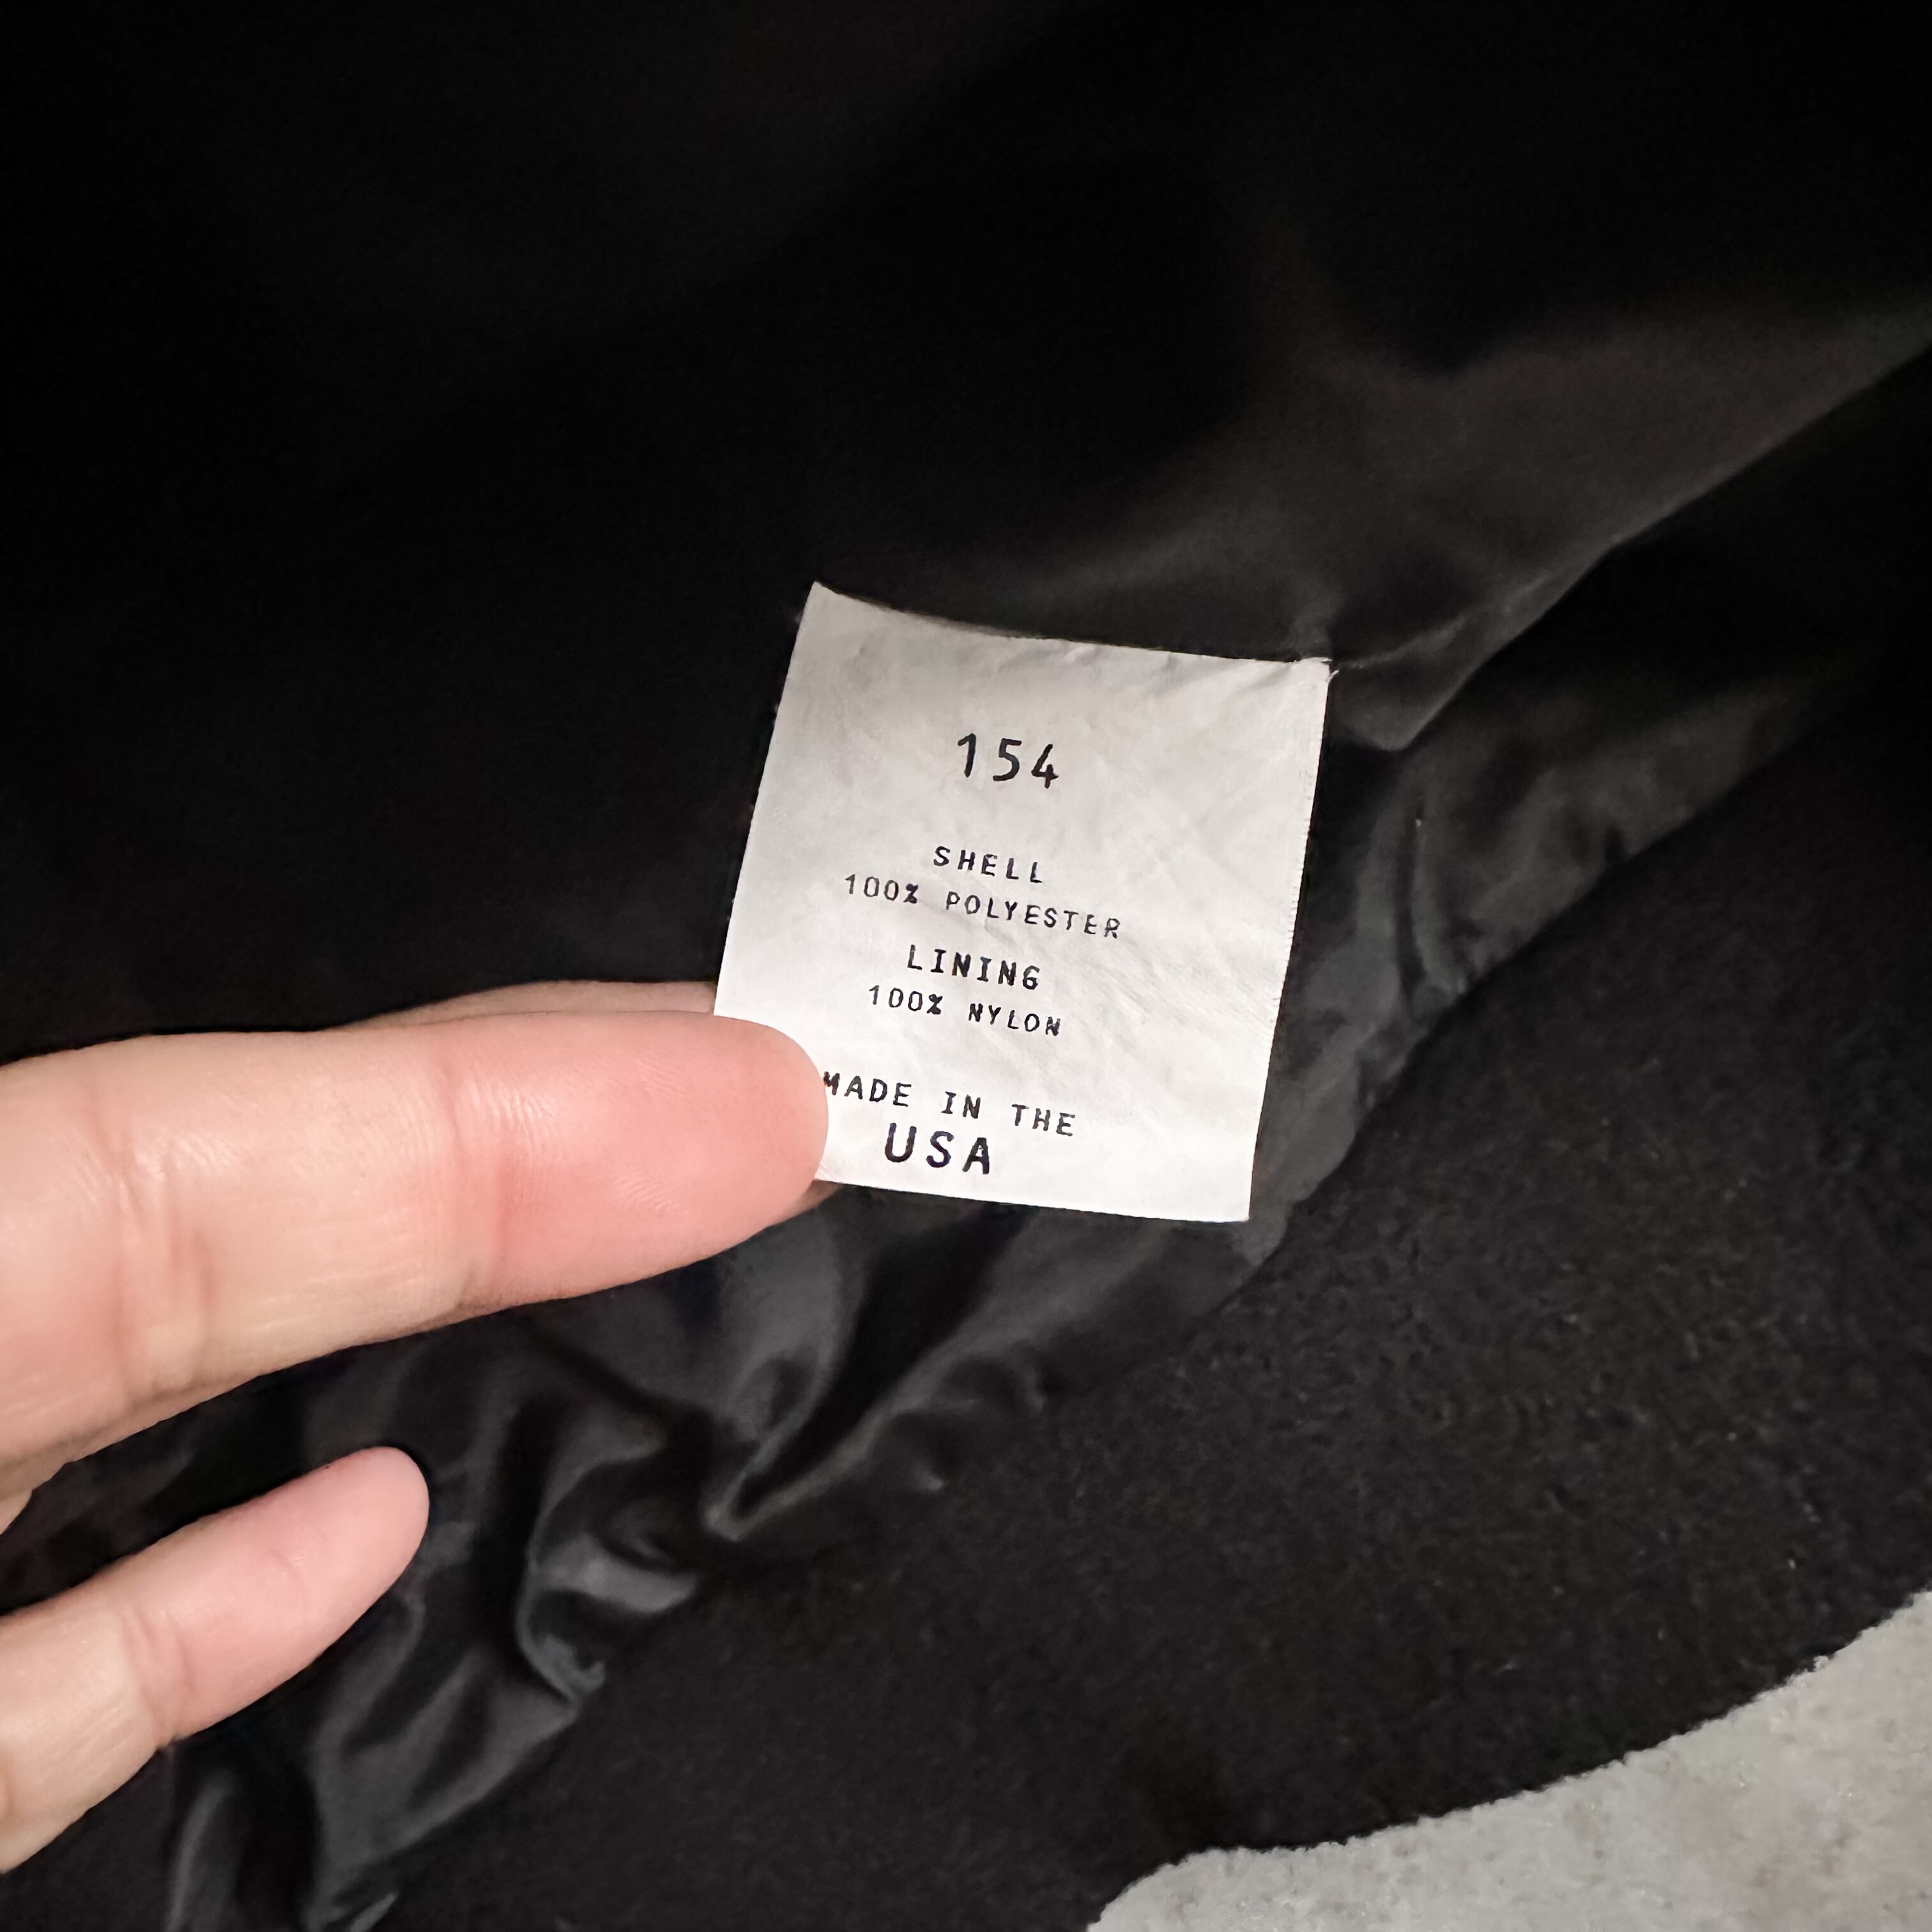 154
SHELL
100% POLYESTER
LINING
100% NYLON
MADE IN THE
USA